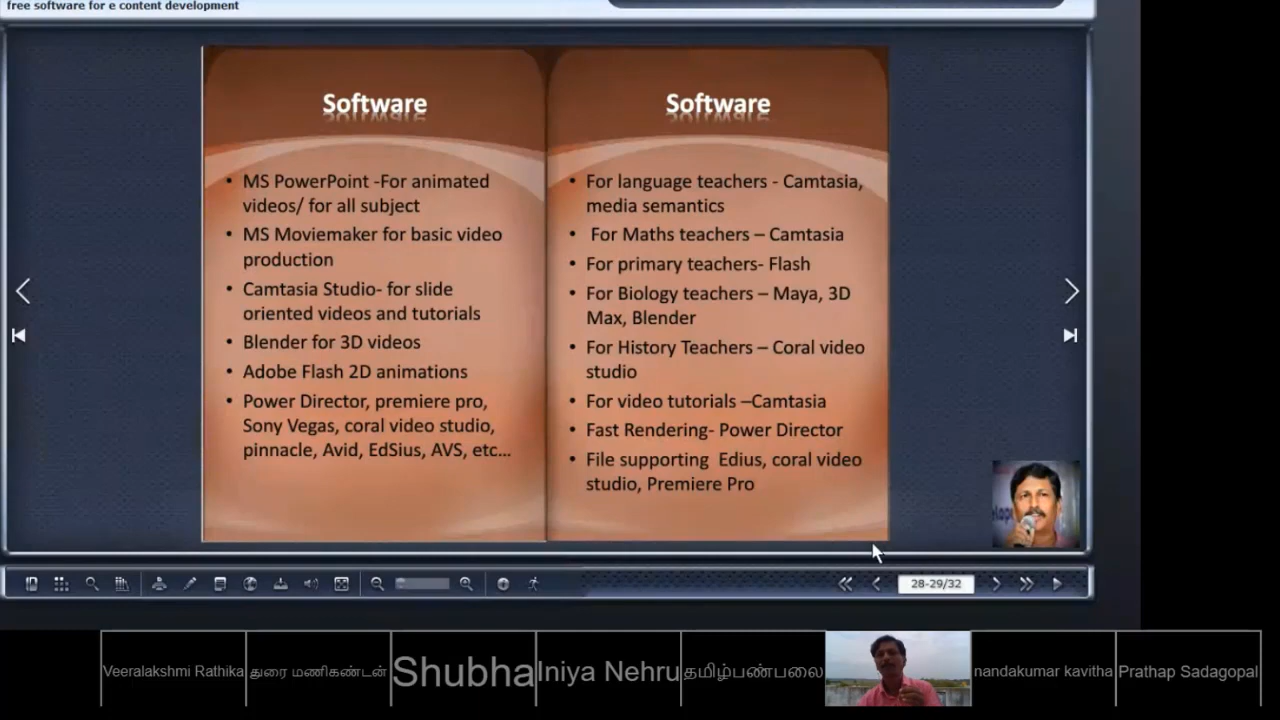 free software for e content development
Software
• MS PowerPoint -For animated
videos/ for all subject
• MS Moviemaker for basic video
production
• Camtasia Studio- for slide
oriented videos and tutorials
• Blender for 3D videos
• Adobe Flash 2D animations
• Power Director, premiere pro,
Sony Vegas, coral video studio,
pinnacle, Avid, EdSius, AVS, etc...
Software
• For language teachers - Camtasia,
media semantics
• For Maths teachers – Camtasia
• For primary teachers- Flash
• For Biology teachers – Maya, 3D
Max, Blender
• For History Teachers – Coral video
studio
• For video tutorials –Camtasia
• Fast Rendering- Power Director
• File supporting Edius, coral video
studio, Premiere Pro
28-29/32
Veeralakshmi Rathika
துரை மணிகண்டன்
Shubha
Iniya Nehru
தமிழ்பண்பலை
nandakumar kavitha
Prathap Sadagopal